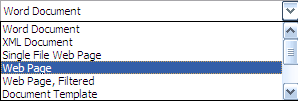 Word Document
Word Document
XML Document
Single File Web Page
Web Page
Web Page, Filtered
Document Template